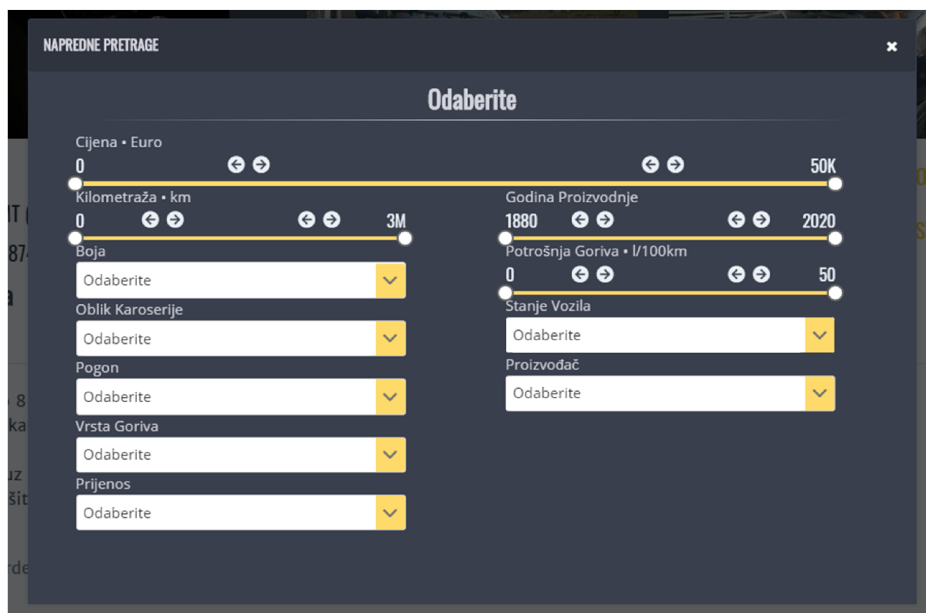 NAPREDNE PRETRAGE
Odaberite
Cijena • Euro
0 50K
Kilometraža • km
0 3M
Boja
Odaberite
Oblik Karoserije
Odaberite
Pogon
Odaberite
Vrsta Goriva
Odaberite
Prijenos
Odaberite
Godina Proizvodnje
1880 2020
Potrošnja Goriva • l/100km
0 50
Stanje Vozila
Odaberite
Proizvođač
Odaberite